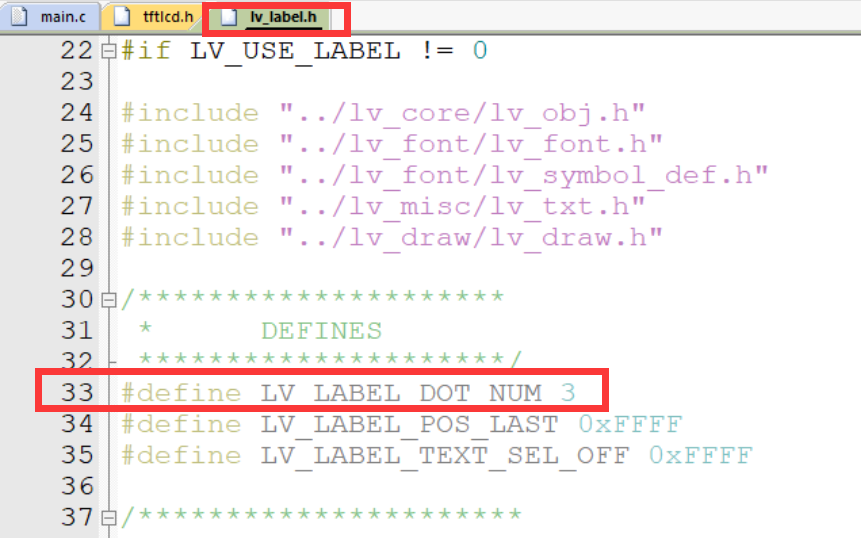 main.c tftlcd.h lv_label.h
22 #if LV_USE_LABEL != 0
23
24 #include "../lv_core/lv_obj.h"
25 #include "../lv_font/lv_font.h"
26 #include "../lv_font/lv_symbol_def.h"
27 #include "../lv_misc/lv_txt.h"
28 #include "../lv_draw/lv_draw.h"
29
30 /*********************
31 * DEFINES
32 *********************/
33 #define LV_LABEL_DOT_NUM 3
34 #define LV_LABEL_POS_LAST 0xFFFF
35 #define LV_LABEL_TEXT_SEL_OFF 0xFFFF
36
37 /**********************